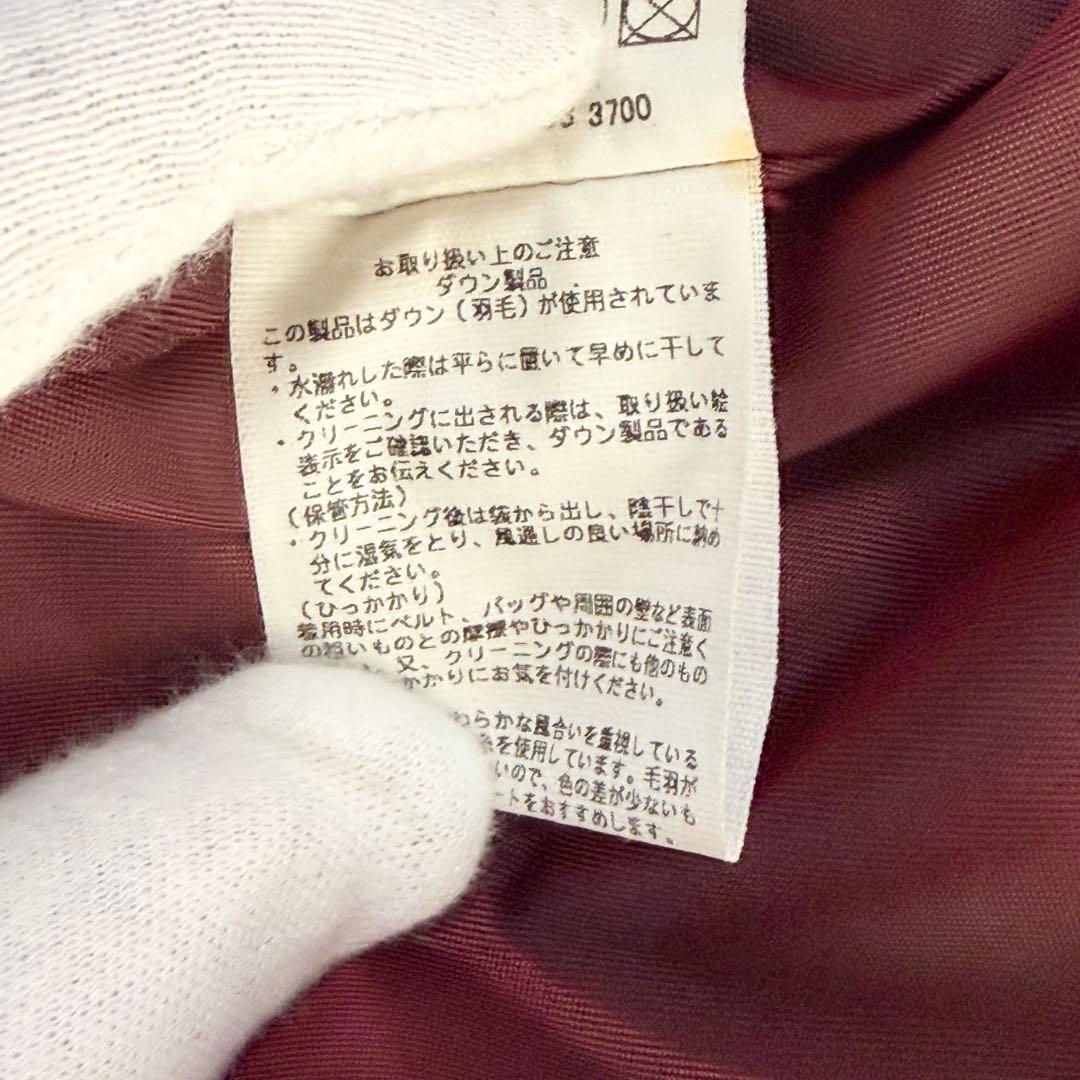 3700
お取り扱い上のご注意
ダウン製品
この製品はダウン（羽毛）が使用されていま
す。
・水濡れした際は平らに置いて早めに干して
ください。
・クリーニングに出される際は、取り扱い絵
表示をご確認いただき、ダウン製品である
ことをお伝えください。
（保管方法）
・クリーニング後は袋から出し、陰干しで十
分に湿気をとり、風通しの良い場所に納め
てください。
（ひっかかり）
着用時にベルト、バッグや周囲の壁など表面
の粗いものとの摩擦やひっかかりにご注意く
又、クリーニングの際にも他のもの
かかりにお気を付けください。
わらかな風合いを重視している
を使用しています。毛羽が
いので、色の差が少ないも
ートをおすすめします。